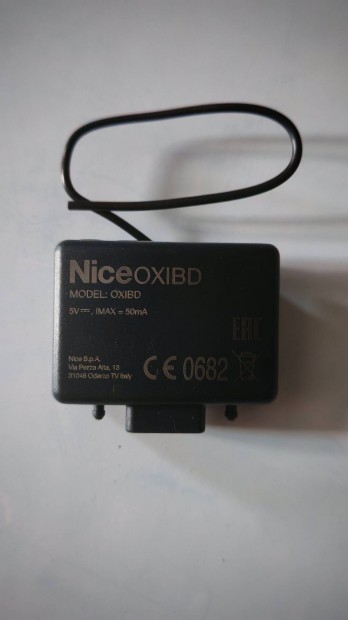 NiceOXIBD
MODEL: OXIBD
5V⎓, IMAX = 50mA
EAC
Nice S.p.A.
Via Pezza Alta, 13
31046 Oderzo TV Italy
CE 0682